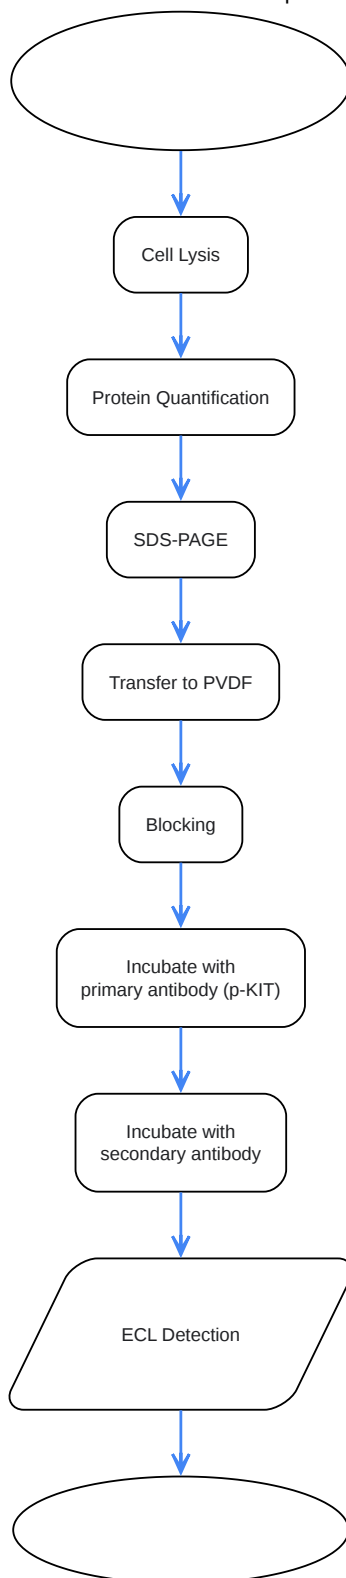 Cell Lysis
Protein Quantification
SDS-PAGE
Transfer to PVDF
Blocking
Incubate with
primary antibody (p-KIT)
Incubate with
secondary antibody
ECL Detection